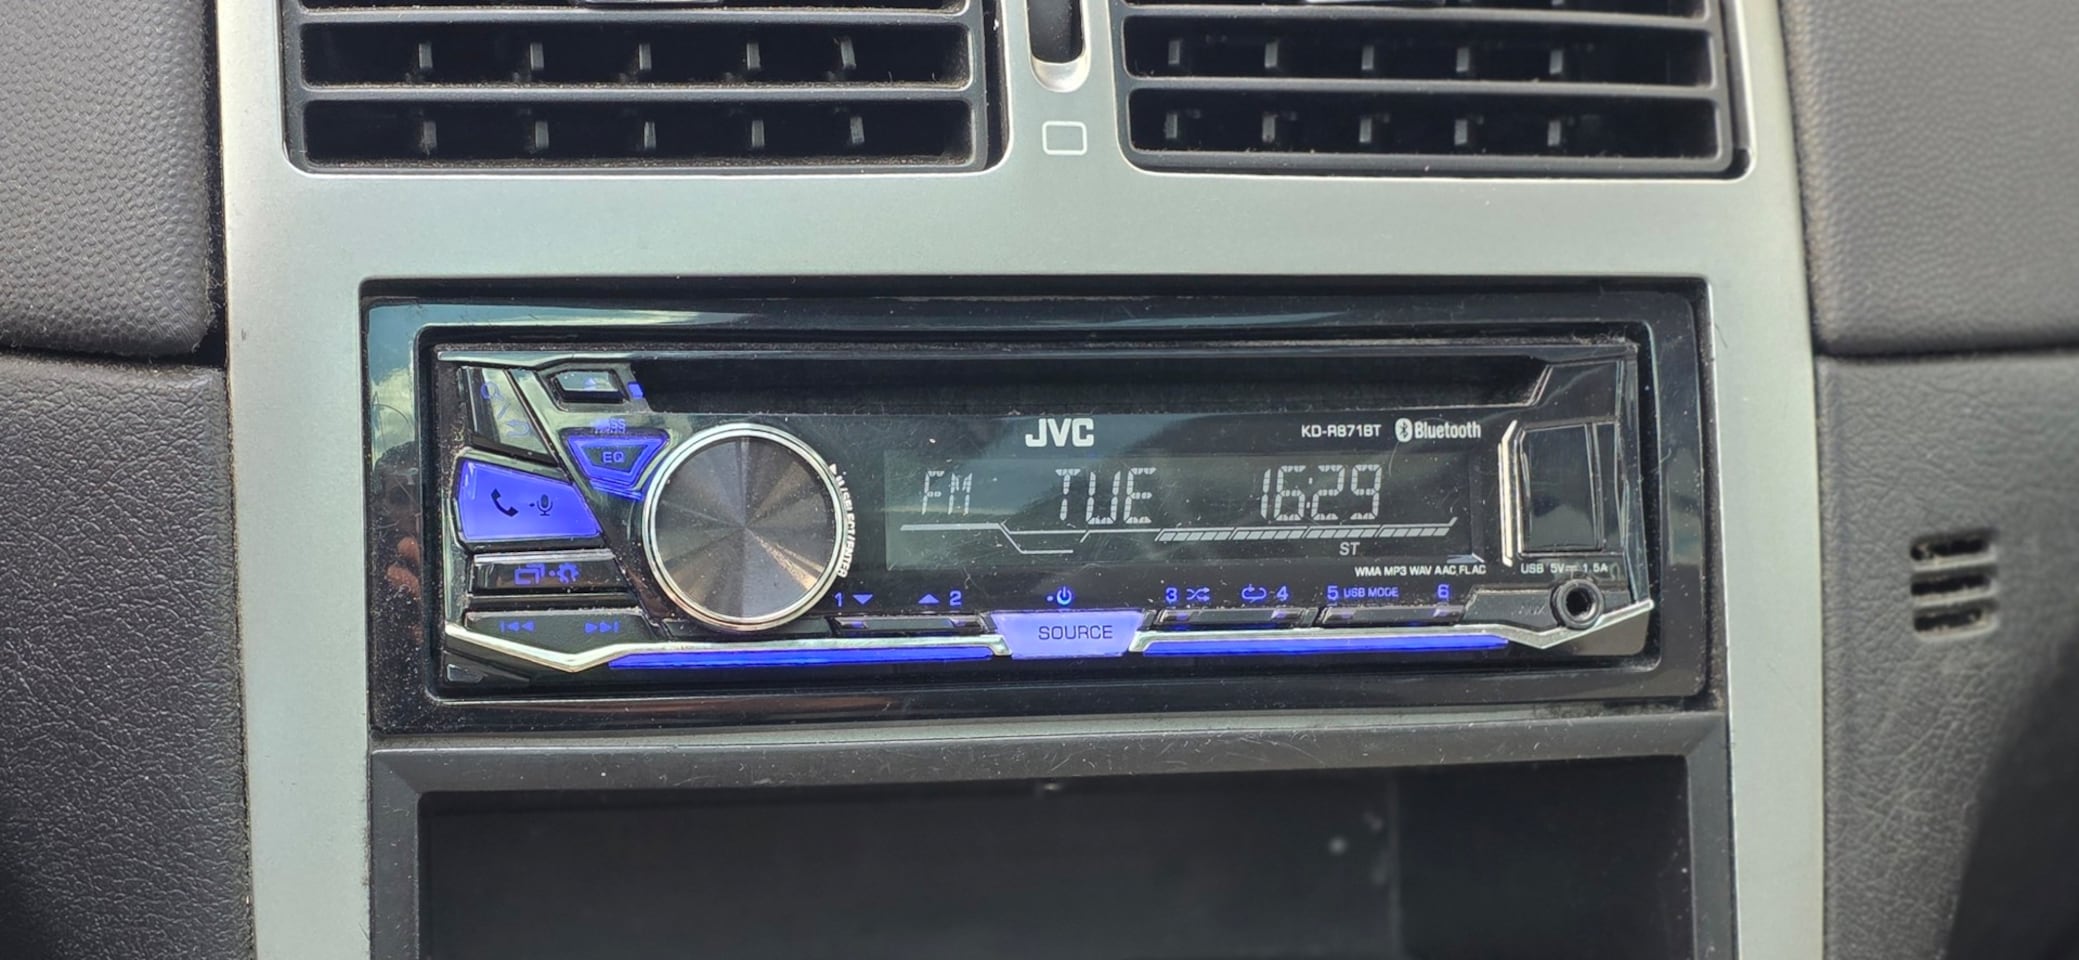 JVC
KD-R871BT Bluetooth
EQ
FM TUE 16:29
ST
WMA MP3 WAV AAC FLAC
USB 5V 1.5A
1 2 3 4 5 USB MODE 6
SOURCE